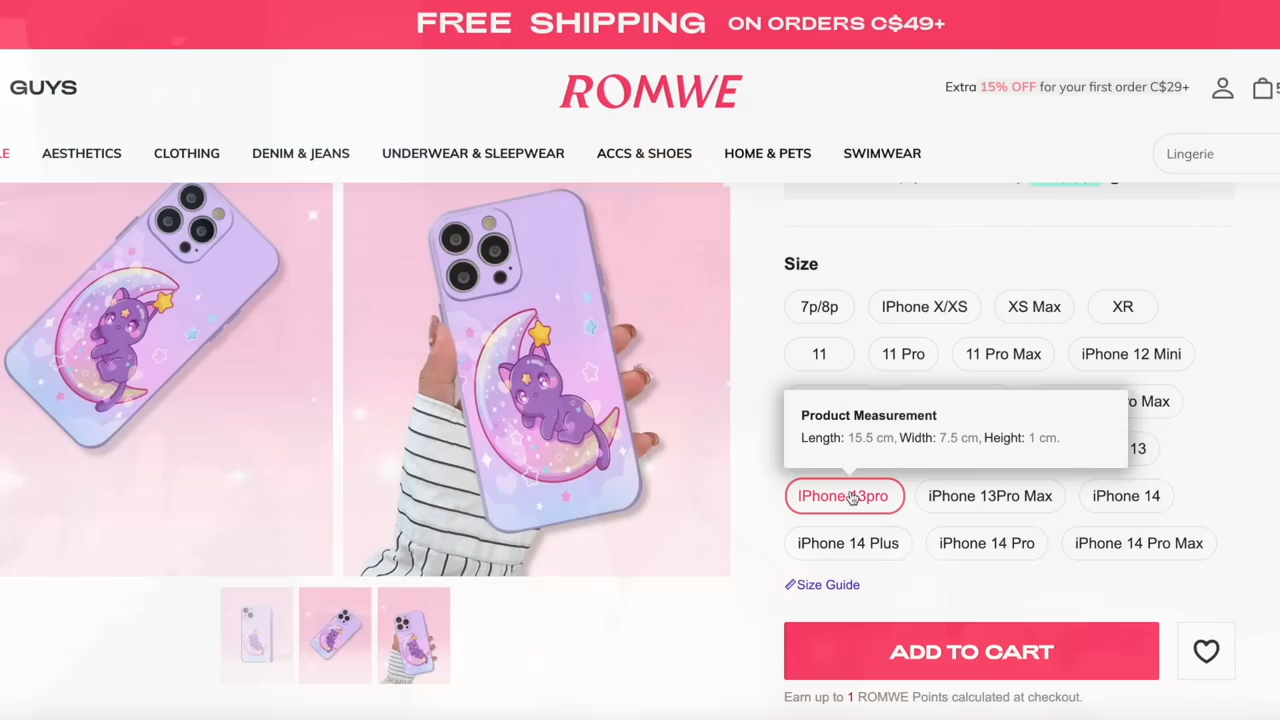 FREE SHIPPING ON ORDERS C$49+
GUYS
ROMWE
Extra 15% OFF for your first order C$29+
AESTHETICS CLOTHING DENIM & JEANS UNDERWEAR & SLEEPWEAR ACCS & SHOES HOME & PETS SWIMWEAR
Lingerie
Size
7p/8p IPhone X/XS XS Max XR
11 11 Pro 11 Pro Max iPhone 12 Mini
Max
Product Measurement
Length: 15.5 cm, Width: 7.5 cm, Height: 1 cm.
13
IPhone 13pro iPhone 13Pro Max iPhone 14
iPhone 14 Plus iPhone 14 Pro iPhone 14 Pro Max
Size Guide
ADD TO CART
Earn up to 1 ROMWE Points calculated at checkout.